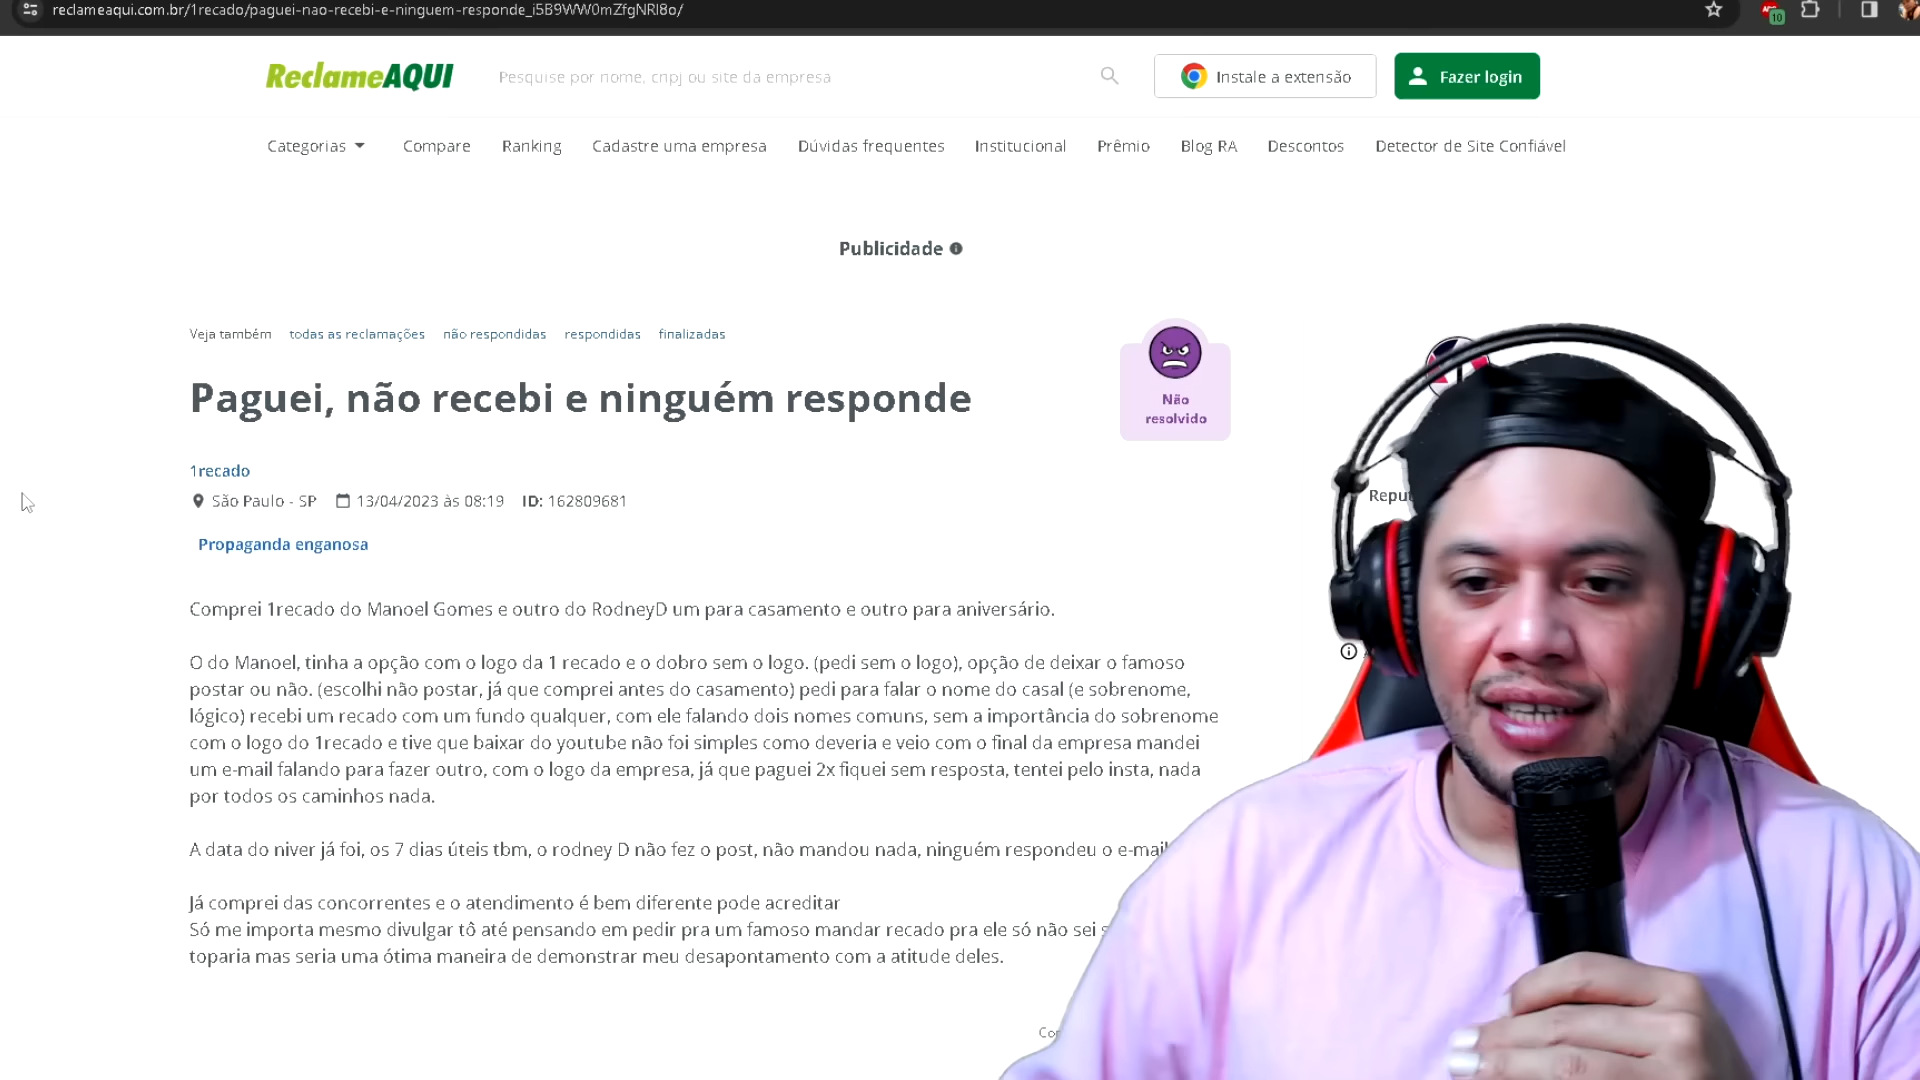 reclameaqui.com.br/1recado/paguei-nao-recebi-e-ninguem-responde_i5B9WW0mZfgNRl8o/
10
ReclameAQUI
Pesquise por nome, cnpj ou site da empresa
Instale a extensão
Fazer login
Categorias
Compare
Ranking
Cadastre uma empresa
Dúvidas frequentes
Institucional
Prêmio
Blog RA
Descontos
Detector de Site Confiável
Publicidade
Veja também todas as reclamações não respondidas respondidas finalizadas
Não
resolvido
Paguei, não recebi e ninguém responde
1recado
São Paulo - SP 13/04/2023 às 08:19 ID: 162809681
Propaganda enganosa
Comprei 1recado do Manoel Gomes e outro do RodneyD um para casamento e outro para aniversário.
O do Manoel, tinha a opção com o logo da 1 recado e o dobro sem o logo. (pedi sem o logo), opção de deixar o famoso
postar ou não. (escolhi não postar, já que comprei antes do casamento) pedi para falar o nome do casal (e sobrenome,
lógico) recebi um recado com um fundo qualquer, com ele falando dois nomes comuns, sem a importância do sobrenome
com o logo do 1recado e tive que baixar do youtube não foi simples como deveria e veio com o final da empresa mandei
um e-mail falando para fazer outro, com o logo da empresa, já que paguei 2x fiquei sem resposta, tentei pelo insta, nada
por todos os caminhos nada.
A data do niver já foi, os 7 dias úteis tbm, o rodney D não fez o post, não mandou nada, ninguém respondeu o e-mail
Já comprei das concorrentes e o atendimento é bem diferente pode acreditar
Só me importa mesmo divulgar tô até pensando em pedir pra um famoso mandar recado pra ele só não sei
toparia mas seria uma ótima maneira de demonstrar meu desapontamento com a atitude deles.